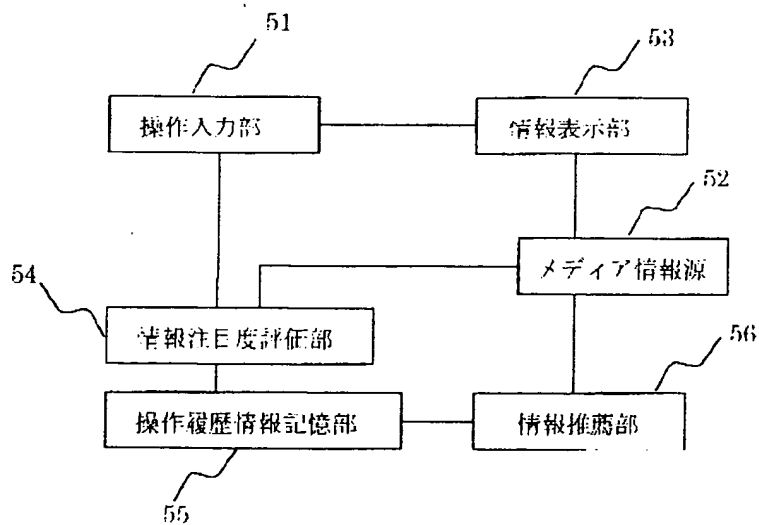 51
53
操作入力部
情報表示部
52
メディア情報源
54
情報注目度評価部
56
操作履歴情報記憶部
情報推薦部
55